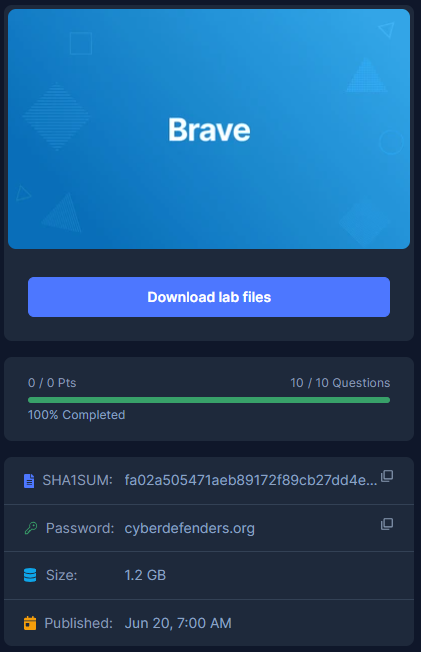 Brave
Download lab files
0 / 0 Pts 10 / 10 Questions
100% Completed
SHA1SUM: fa02a505471aeb89172f89cb27dd4e...
Password: cyberdefenders.org
Size: 1.2 GB
Published: Jun 20, 7:00 AM